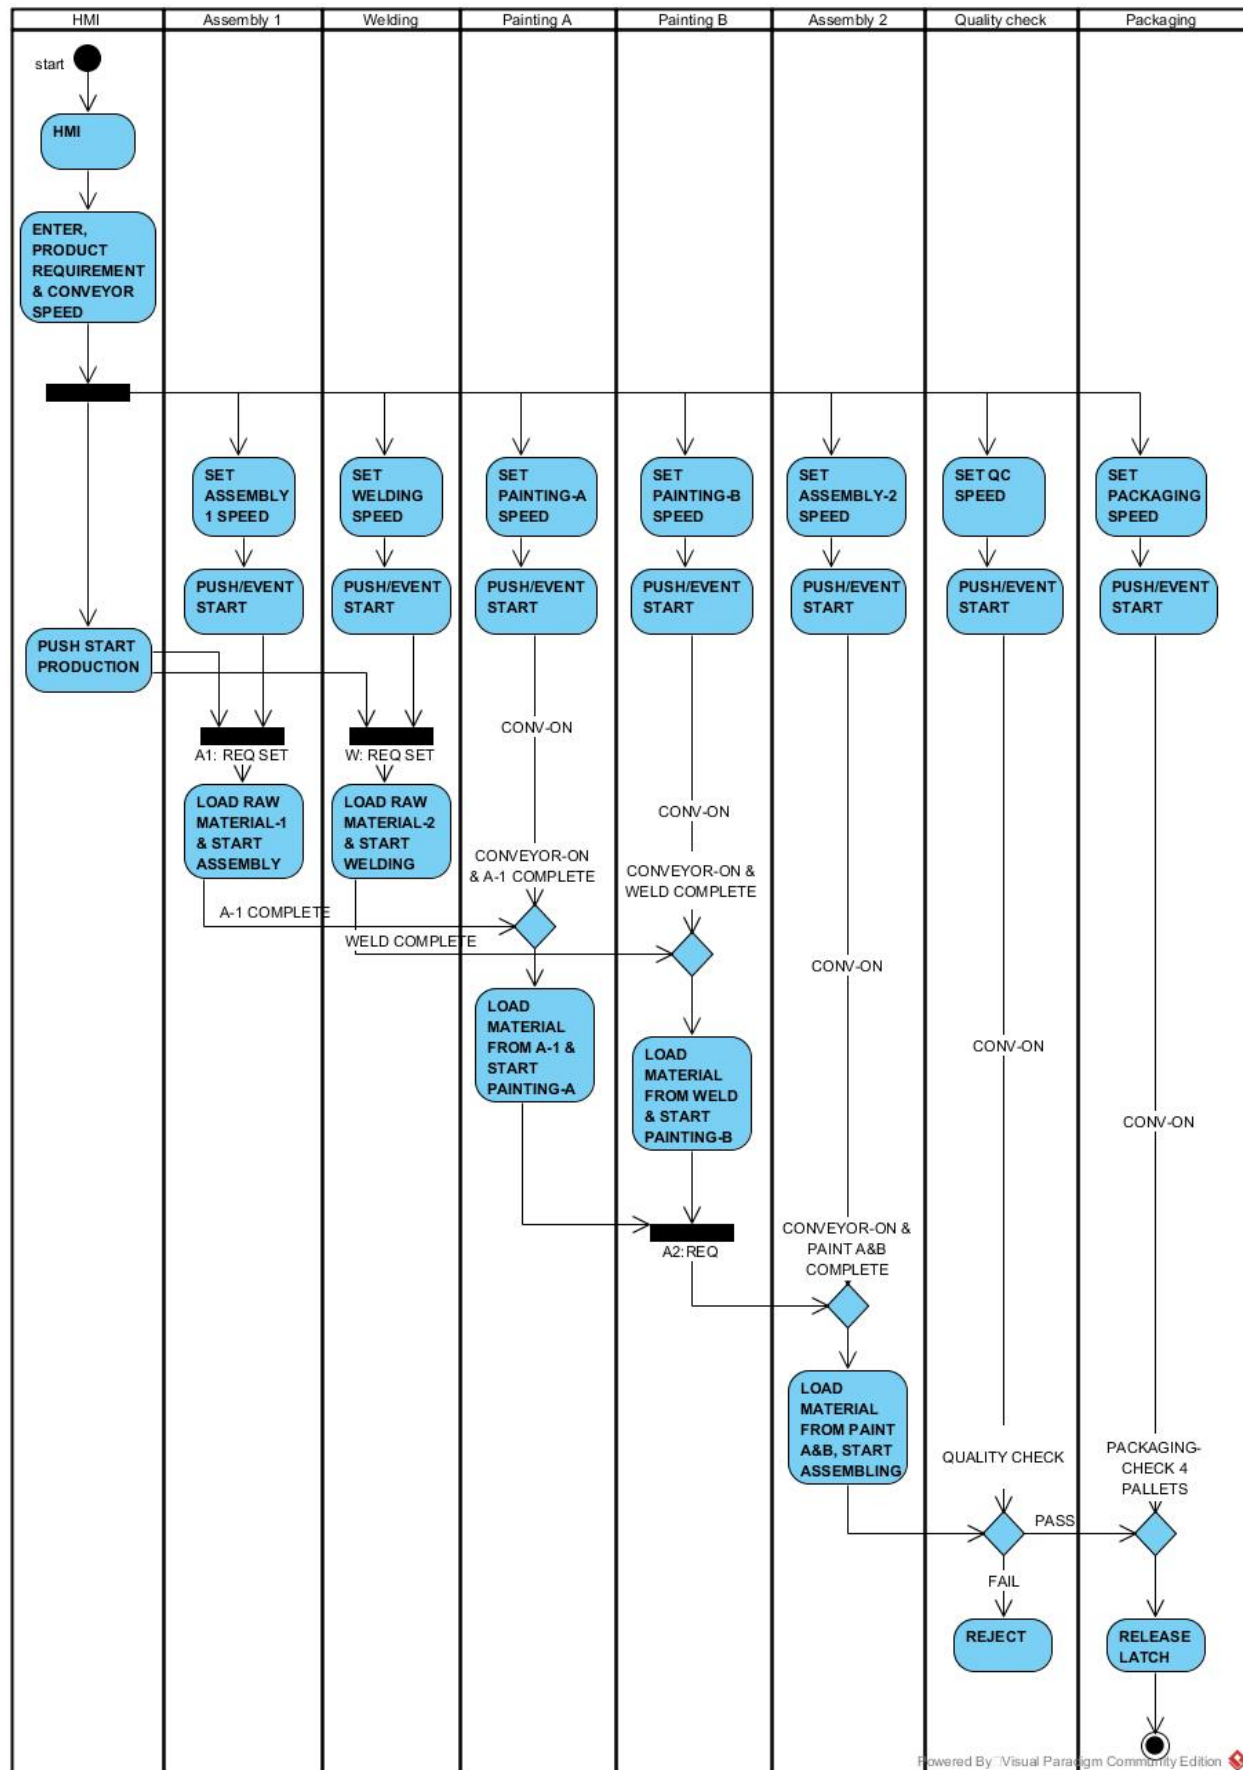 HMI
Assembly 1
Welding
Painting A
Painting B
Assembly 2
Quality check
Packaging
start
HMI
ENTER,
PRODUCT
REQUIREMENT
& CONVEYOR
SPEED
SET
ASSEMBLY
1 SPEED
SET
WELDING
SPEED
SET
PAINTING-A
SPEED
SET
PAINTING-B
SPEED
SET
ASSEMBLY-2
SPEED
SET QC
SPEED
SET
PACKAGING
SPEED
PUSH/EVENT
START
PUSH/EVENT
START
PUSH/EVENT
START
PUSH/EVENT
START
PUSH/EVENT
START
PUSH/EVENT
START
PUSH/EVENT
START
PUSH START
PRODUCTION
A1: REQ SET
W: REQ SET
CONV-ON
LOAD RAW
MATERIAL-1
& START
ASSEMBLY
LOAD RAW
MATERIAL-2
& START
WELDING
CONV-ON
CONVEYOR-ON
& A-1 COMPLETE
CONVEYOR-ON &
WELD COMPLETE
A-1 COMPLETE
WELD COMPLETE
CONV-ON
LOAD
MATERIAL
FROM A-1 &
START
PAINTING-A
LOAD
MATERIAL
FROM WELD
& START
PAINTING-B
CONV-ON
CONV-ON
A2:REQ
CONVEYOR-ON &
PAINT A&B
COMPLETE
LOAD
MATERIAL
FROM PAINT
A&B, START
ASSEMBLING
QUALITY CHECK
PACKAGING-
CHECK 4
PALLETS
PASS
FAIL
REJECT
RELEASE
LATCH
Powered By Visual Paradigm Community Edition